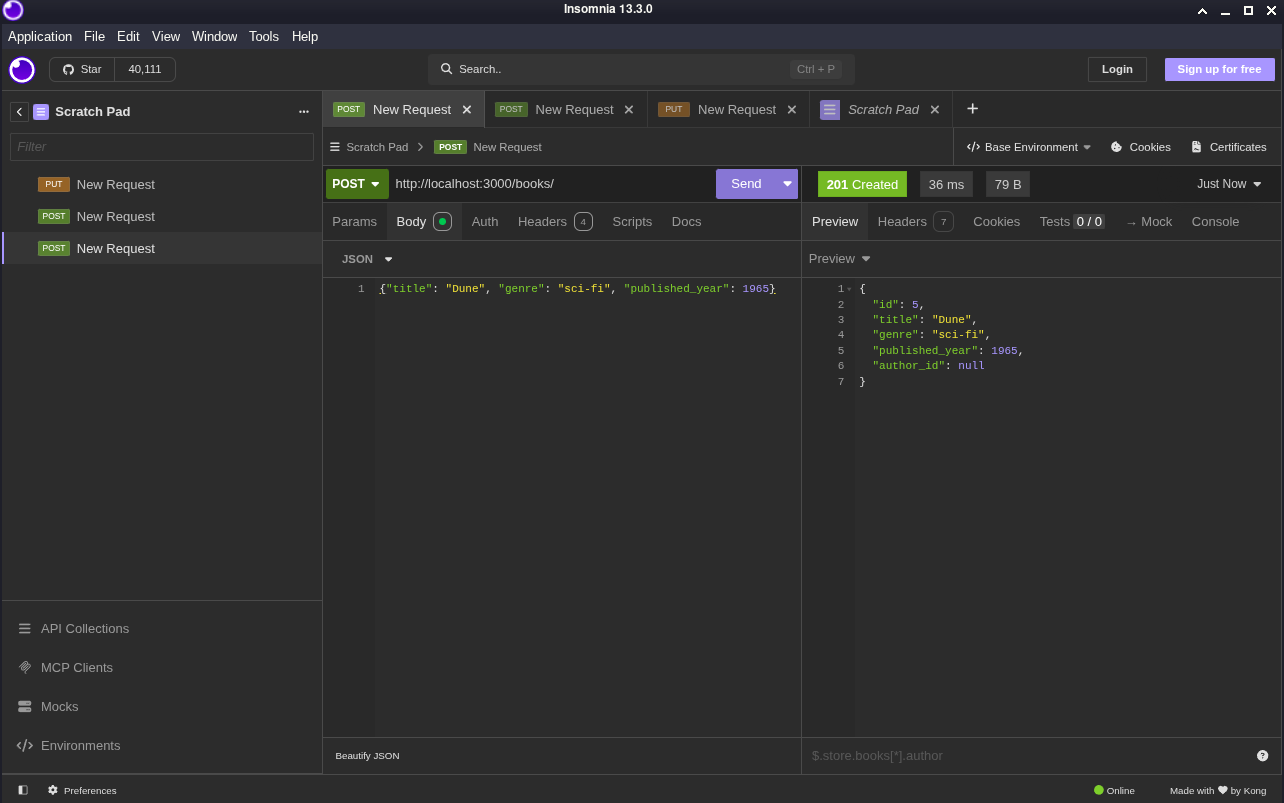 Insomnia 13.3.0
Application File Edit View Window Tools Help
Star 40,111 Search.. Ctrl + P Login Sign up for free
Scratch Pad ...
Filter
PUT New Request
POST New Request
POST New Request
API Collections
MCP Clients
Mocks
Environments
POST New Request POST New Request PUT New Request Scratch Pad
Scratch Pad POST New Request Base Environment Cookies Certificates
POST http://localhost:3000/books/ Send
Params Body Auth Headers 4 Scripts Docs
JSON
1 {"title": "Dune", "genre": "sci-fi", "published_year": 1965}
Beautify JSON
201 Created 36 ms 79 B Just Now
Preview Headers 7 Cookies Tests 0 / 0 → Mock Console
Preview
1 {
2 "id": 5,
3 "title": "Dune",
4 "genre": "sci-fi",
5 "published_year": 1965,
6 "author_id": null
7 }
$.store.books[*].author ?
Preferences Online Made with ♥ by Kong